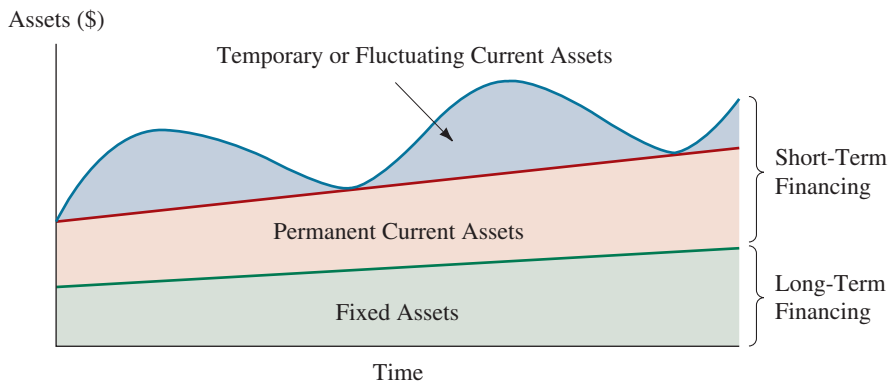 Assets ($)
Temporary or Fluctuating Current Assets
Short-Term
Financing
Permanent Current Assets
Long-Term
Financing
Fixed Assets
Time